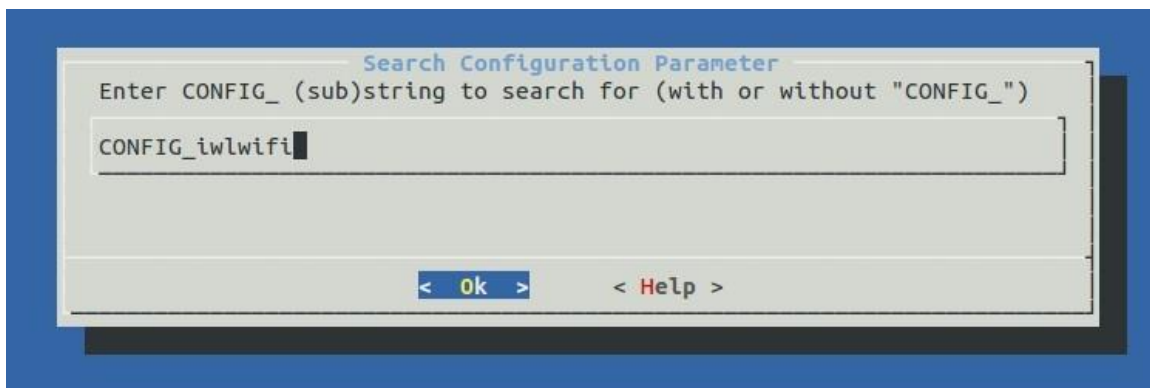 Search Configuration Parameter
Enter CONFIG_ (sub)string to search for (with or without "CONFIG_")
CONFIG_iwlwifi
< Ok > < Help >